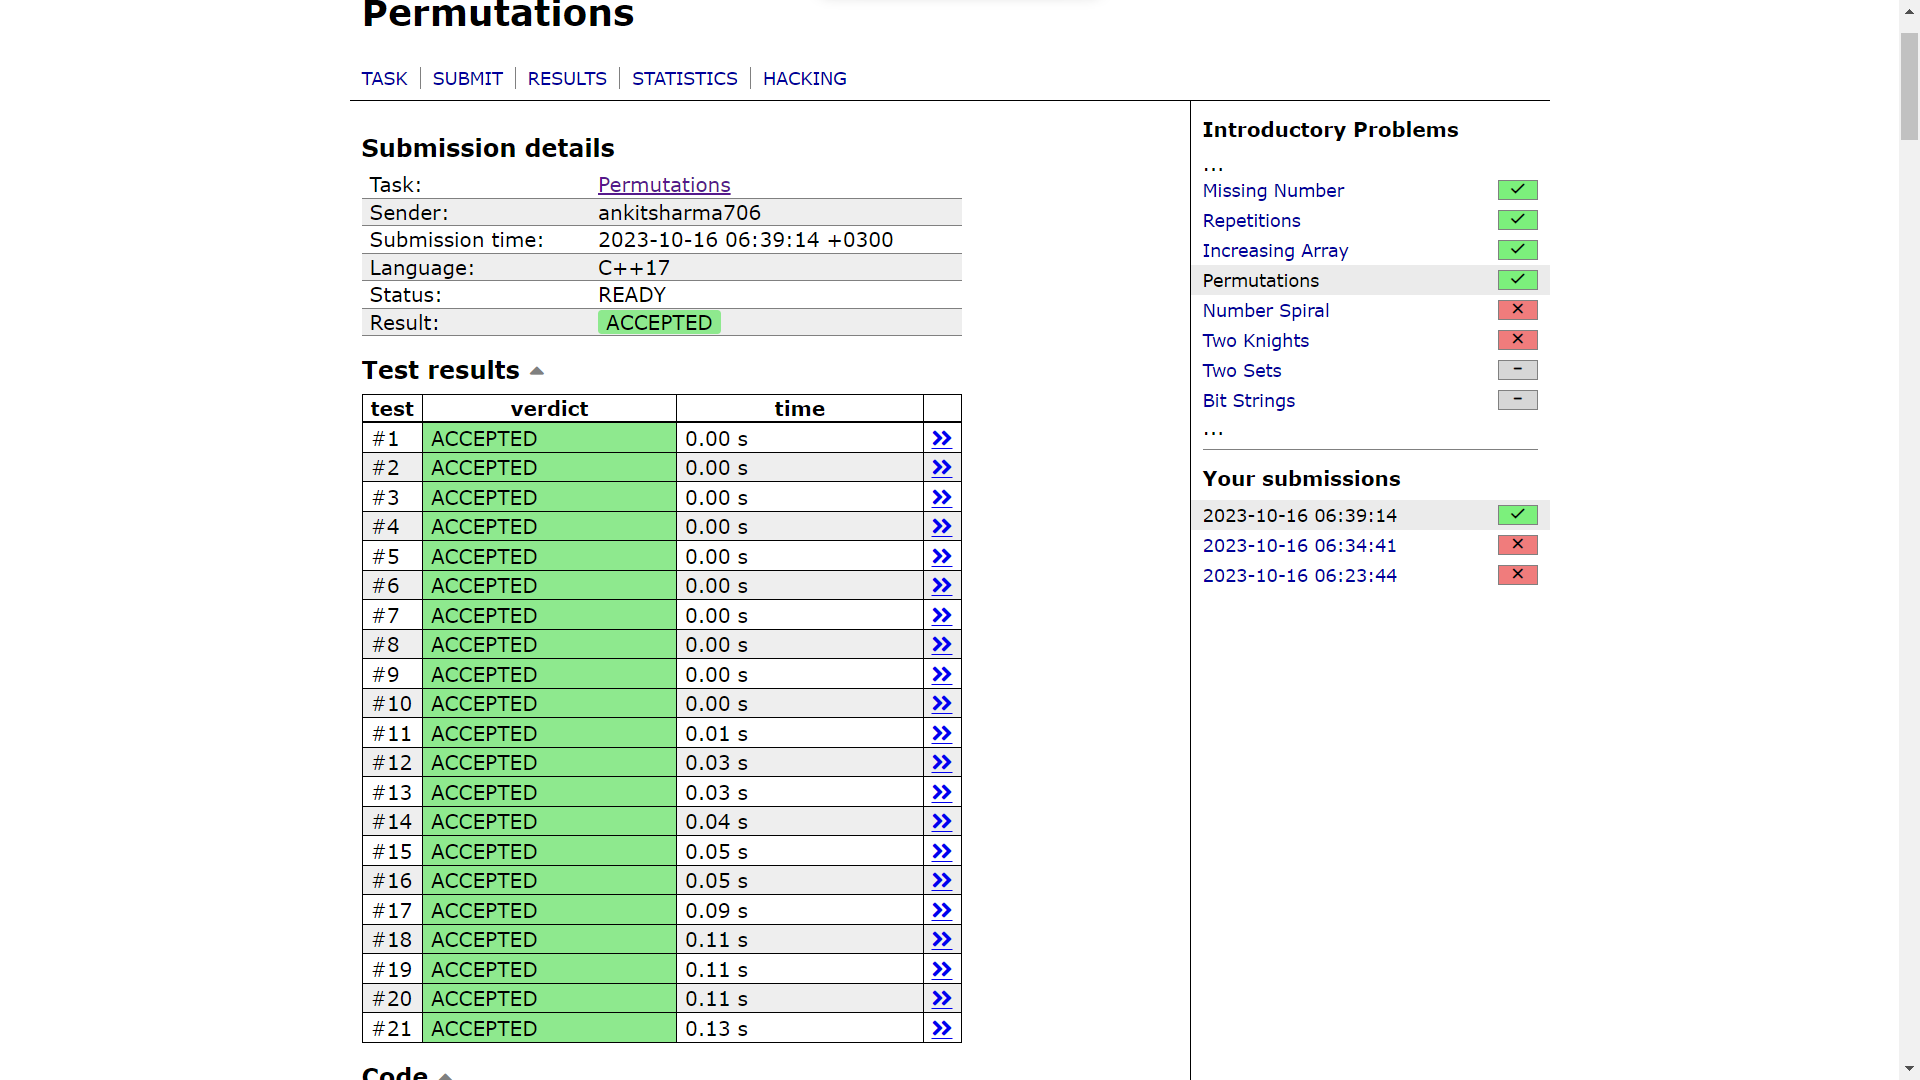 Permutations
TASK SUBMIT RESULTS STATISTICS HACKING
Submission details
Task: Permutations
Sender: ankitsharma706
Submission time: 2023-10-16 06:39:14 +0300
Language: C++17
Status: READY
Result: ACCEPTED
Test results
test verdict time
#1 ACCEPTED 0.00 s »
#2 ACCEPTED 0.00 s »
#3 ACCEPTED 0.00 s »
#4 ACCEPTED 0.00 s »
#5 ACCEPTED 0.00 s »
#6 ACCEPTED 0.00 s »
#7 ACCEPTED 0.00 s »
#8 ACCEPTED 0.00 s »
#9 ACCEPTED 0.00 s »
#10 ACCEPTED 0.00 s »
#11 ACCEPTED 0.01 s »
#12 ACCEPTED 0.03 s »
#13 ACCEPTED 0.03 s »
#14 ACCEPTED 0.04 s »
#15 ACCEPTED 0.05 s »
#16 ACCEPTED 0.05 s »
#17 ACCEPTED 0.09 s »
#18 ACCEPTED 0.11 s »
#19 ACCEPTED 0.11 s »
#20 ACCEPTED 0.11 s »
#21 ACCEPTED 0.13 s »
Code
Introductory Problems
...
Missing Number
Repetitions
Increasing Array
Permutations
Number Spiral
Two Knights
Two Sets
Bit Strings
...
Your submissions
2023-10-16 06:39:14
2023-10-16 06:34:41
2023-10-16 06:23:44